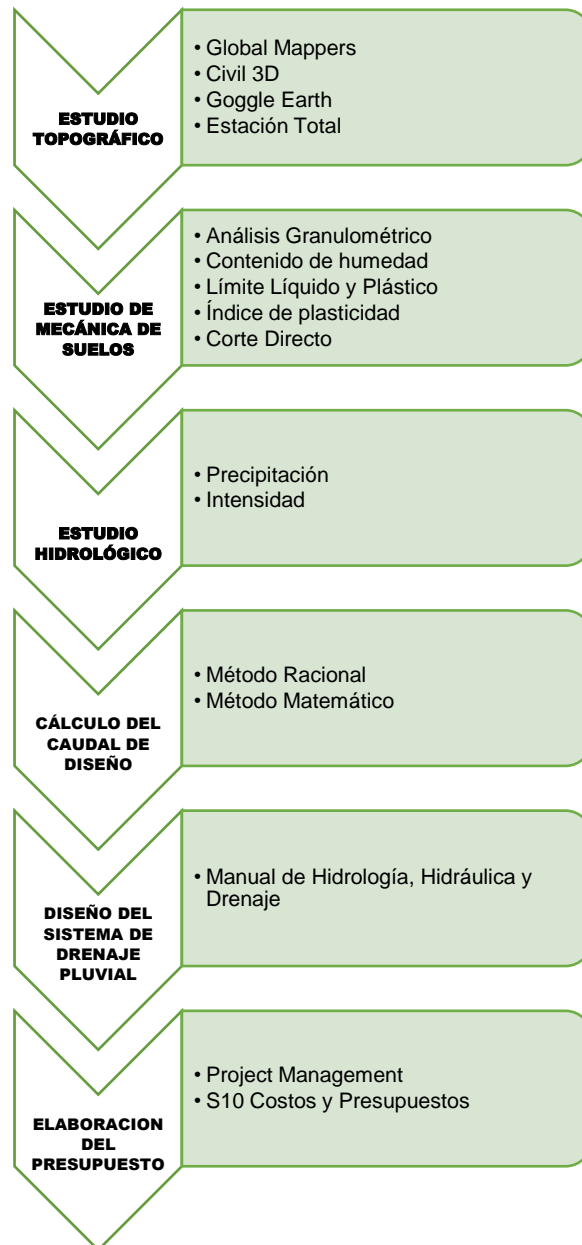 ESTUDIO
TOPOGRÁFICO
• Global Mappers
• Civil 3D
• Goggle Earth
• Estación Total
ESTUDIO DE
MECÁNICA DE
SUELOS
• Análisis Granulométrico
• Contenido de humedad
• Límite Líquido y Plástico
• Índice de plasticidad
• Corte Directo
ESTUDIO
HIDROLÓGICO
• Precipitación
• Intensidad
CÁLCULO DEL
CAUDAL DE
DISEÑO
• Método Racional
• Método Matemático
DISEÑO DEL
SISTEMA DE
DRENAJE
PLUVIAL
• Manual de Hidrología, Hidráulica y
Drenaje
ELABORACION
DEL
PRESUPUESTO
• Project Management
• S10 Costos y Presupuestos